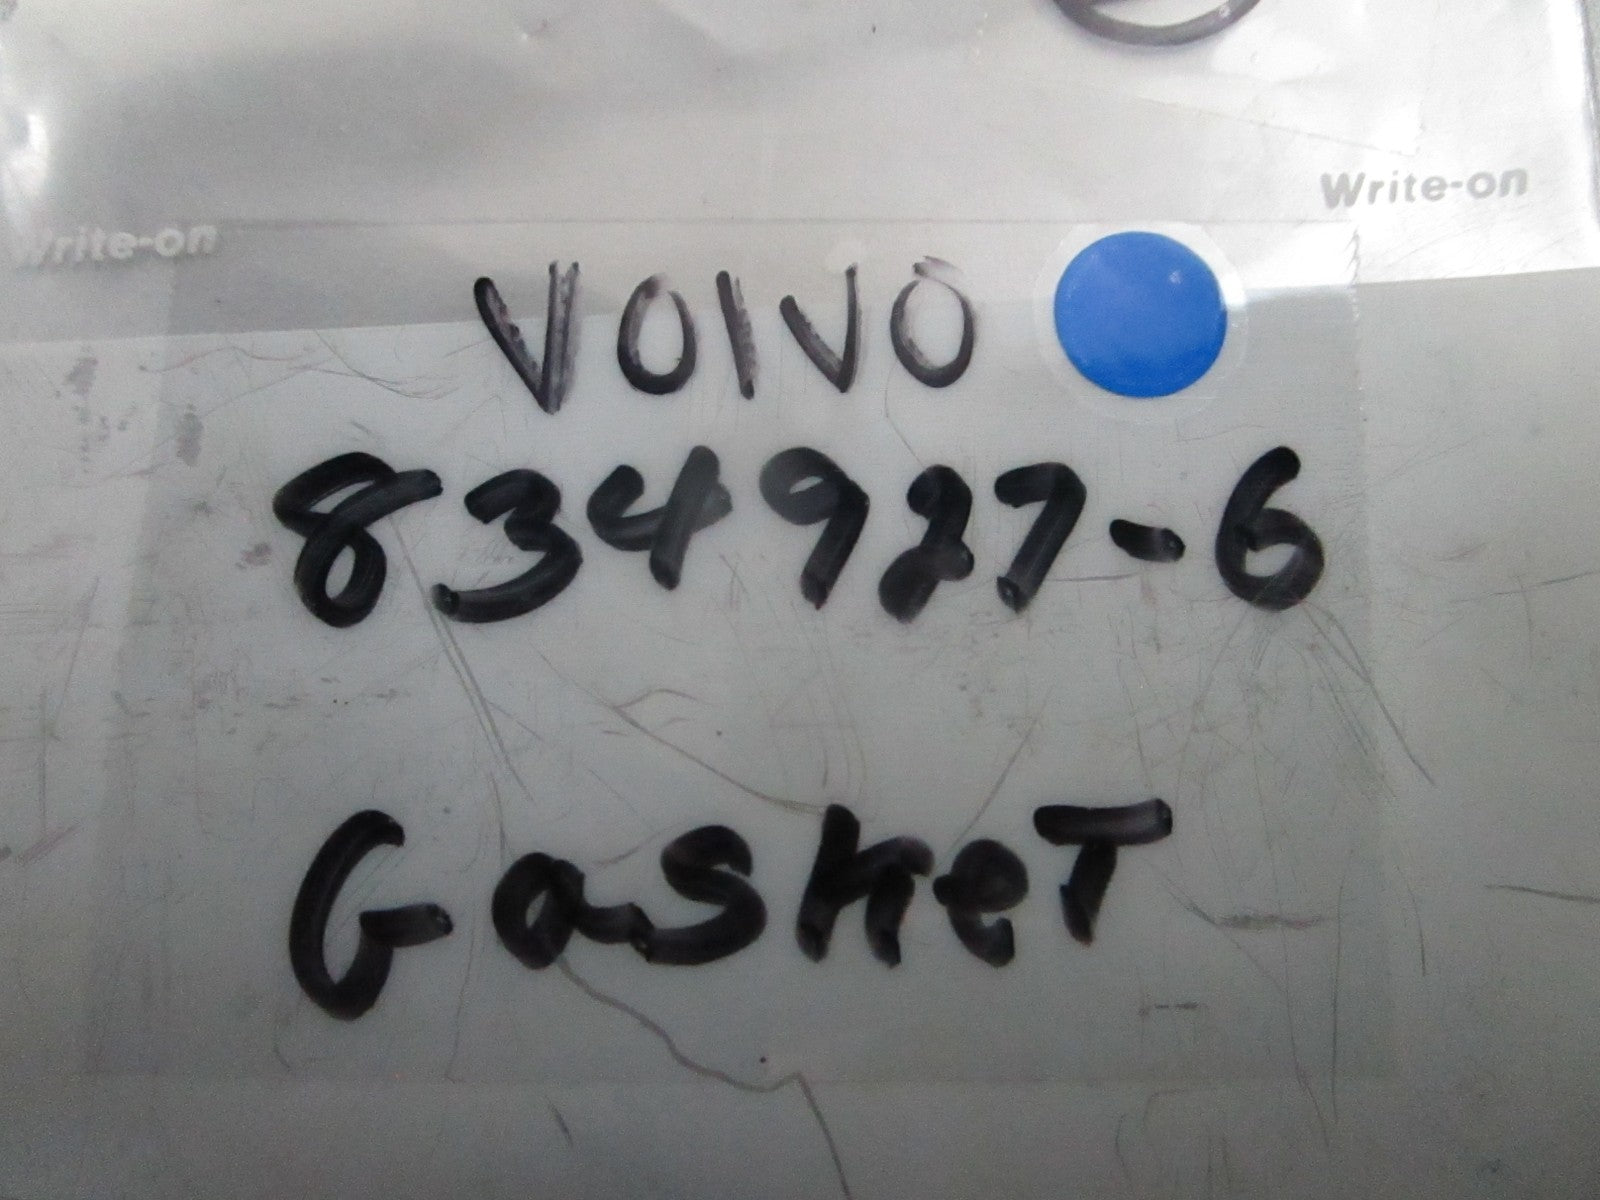 Write-on
Write-on
VOlVO
834927-6
Gasket